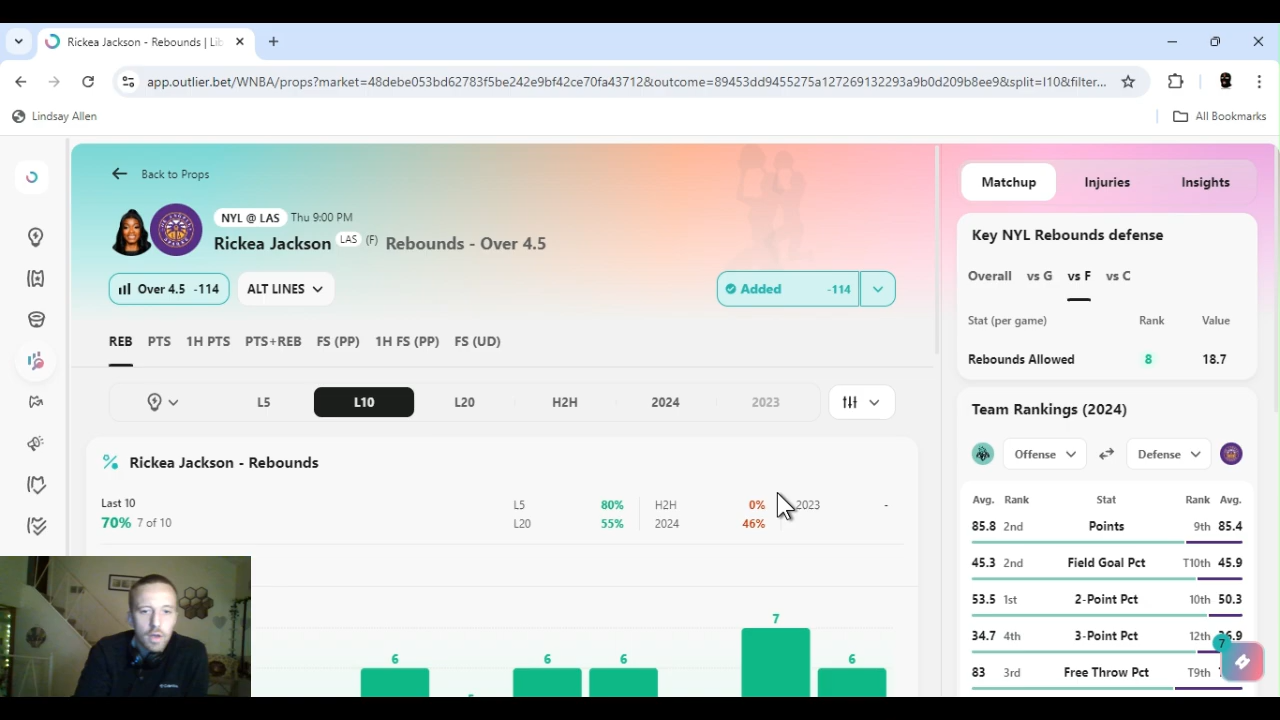 Rickea Jackson - Rebounds | Lib
app.outlier.bet/WNBA/props?market=48debe053bd62783f5be242e9bf42ce70fa43712&outcome=89453dd9455275a127269132293a9b0d209b8ee9&split=l10&filter...
Lindsay Allen
All Bookmarks
Back to Props
NYL @ LAS Thu 9:00 PM
Rickea Jackson LAS (F) Rebounds - Over 4.5
Over 4.5 -114 ALT LINES
Added -114
REB PTS 1H PTS PTS+REB FS (PP) 1H FS (PP) FS (UD)
L5 L10 L20 H2H 2024 2023
Rickea Jackson - Rebounds
Last 10
70% 7 of 10
L5 80% H2H 0% 2023 -
L20 55% 2024 46%
6 6 6 7 6
Matchup Injuries Insights
Key NYL Rebounds defense
Overall vs G vs F vs C
Stat (per game) Rank Value
Rebounds Allowed 8 18.7
Team Rankings (2024)
Offense Defense
Avg. Rank Stat Rank Avg.
85.8 2nd Points 9th 85.4
45.3 2nd Field Goal Pct T10th 45.9
53.5 1st 2-Point Pct 10th 50.3
34.7 4th 3-Point Pct 12th
7
83 3rd Free Throw Pct T9th